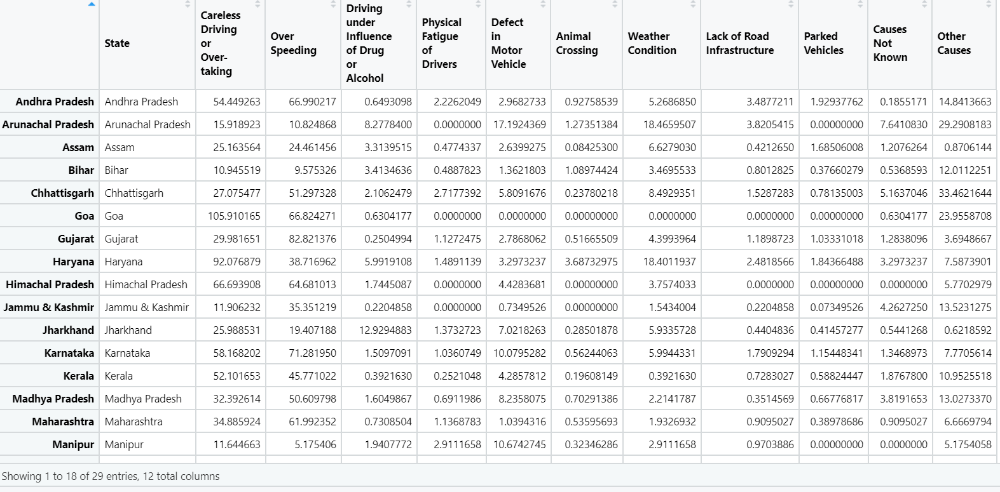 State Careless Driving or Over-taking Over Speeding Driving under Influence of Drug or Alcohol Physical Fatigue of Drivers Defect in Motor Vehicle Animal Crossing Weather Condition Lack of Road Infrastructure Parked Vehicles Causes Not Known Other Causes
Andhra Pradesh Andhra Pradesh 54.449263 66.990217 0.6493098 2.2262049 2.9682733 0.92758539 5.2686850 3.4877211 1.92937762 0.1855171 14.8413663
Arunachal Pradesh Arunachal Pradesh 15.918923 10.824868 8.2778400 0.0000000 17.1924369 1.27351384 18.4659507 3.8205415 0.00000000 7.6410830 29.2908183
Assam Assam 25.163564 24.461456 3.3139515 0.4774337 2.6399275 0.08425300 6.6279030 0.4212650 1.68506008 1.2076264 0.8706144
Bihar Bihar 10.945519 9.575326 3.4134636 0.4887823 1.3621803 1.08974424 3.4695533 0.8012825 0.37660279 0.5368593 12.0112251
Chhattisgarh Chhattisgarh 27.075477 51.297328 2.1062479 2.7177392 5.8091676 0.23780218 8.4929351 1.5287283 0.78135003 5.1637046 33.4621644
Goa Goa 105.910165 66.824271 0.6304177 0.0000000 0.0000000 0.00000000 0.0000000 0.0000000 0.00000000 0.6304177 23.9558708
Gujarat Gujarat 29.981651 82.821376 0.2504994 1.1272475 2.7868062 0.51665509 4.3993964 1.1898723 1.03331018 1.2838096 3.6948667
Haryana Haryana 92.076879 38.716962 5.9919108 1.4891139 3.2973237 3.68732975 18.4011937 2.4818566 1.84366488 3.2973237 7.5873901
Himachal Pradesh Himachal Pradesh 66.693908 64.681013 1.7445087 0.0000000 4.4283681 0.00000000 3.7574033 0.0000000 0.00000000 0.0000000 5.7702979
Jammu & Kashmir Jammu & Kashmir 11.906232 35.351219 0.2204858 0.0000000 0.7349526 0.00000000 1.5434004 0.2204858 0.07349526 4.2627250 13.5231275
Jharkhand Jharkhand 25.988531 19.407188 12.9294883 1.3732723 7.0218263 0.28501878 5.9335728 0.4404836 0.41457277 0.5441268 0.6218592
Karnataka Karnataka 58.168202 71.281950 1.5097091 1.0360749 10.0795282 0.56244063 5.9944331 1.7909294 1.15448341 1.3468973 7.7705614
Kerala Kerala 52.101653 45.771022 0.3921630 0.2521048 4.2857812 0.19608149 0.3921630 0.7283027 0.58824447 1.8767800 10.9525518
Madhya Pradesh Madhya Pradesh 32.392614 50.609798 1.6049867 0.6911986 8.2358075 0.70291386 2.2141787 0.3514569 0.66776817 3.8191653 13.0273370
Maharashtra Maharashtra 34.885924 61.992352 0.7308504 1.1368783 1.0394316 0.53595693 1.9326932 0.9095027 0.38978686 0.9095027 6.6669794
Manipur Manipur 11.644663 5.175406 1.9407772 2.9111658 10.6742745 0.32346286 2.9111658 0.9703886 0.00000000 0.0000000 5.1754058
Showing 1 to 18 of 29 entries, 12 total columns